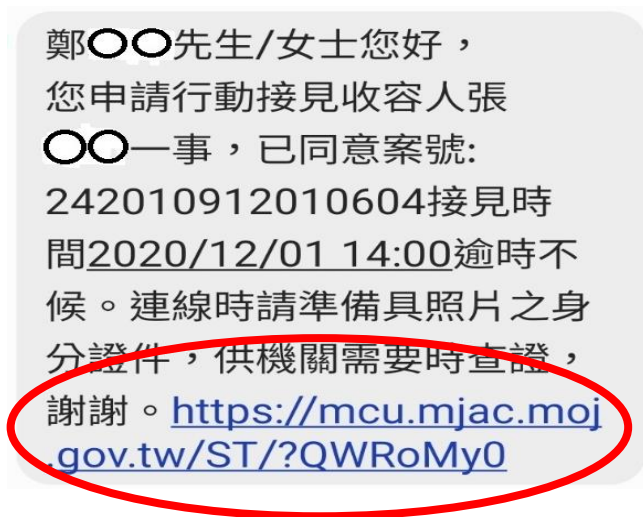 鄭〇〇先生/女士您好，
您申請行動接見收容人張
〇〇一事，已同意案號:
242010912010604接見時
間2020/12/01 14:00逾時不
候。連線時請準備具照片之身
分證件，供機關需要時查證，
謝謝。https://mcu.mjac.moj
.gov.tw/ST/?QWRoMy0